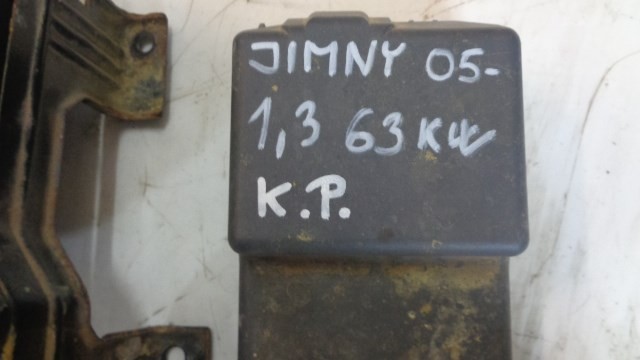 JIMNY 05-
1,3 63 KW
K.P.